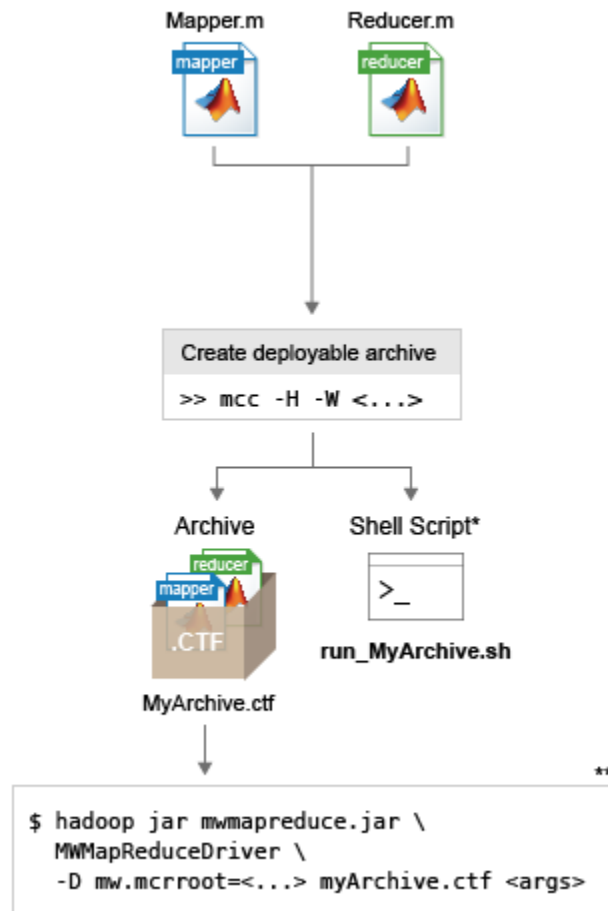 Mapper.m Reducer.m
mapper reducer
Create deployable archive
>> mcc -H -W <...>
Archive Shell Script*
reducer
mapper
>_
.CTF
run_MyArchive.sh
MyArchive.ctf
**
$ hadoop jar mwmapreduce.jar \
MWMapReduceDriver \
-D mw.mcrroot=<...> myArchive.ctf <args>